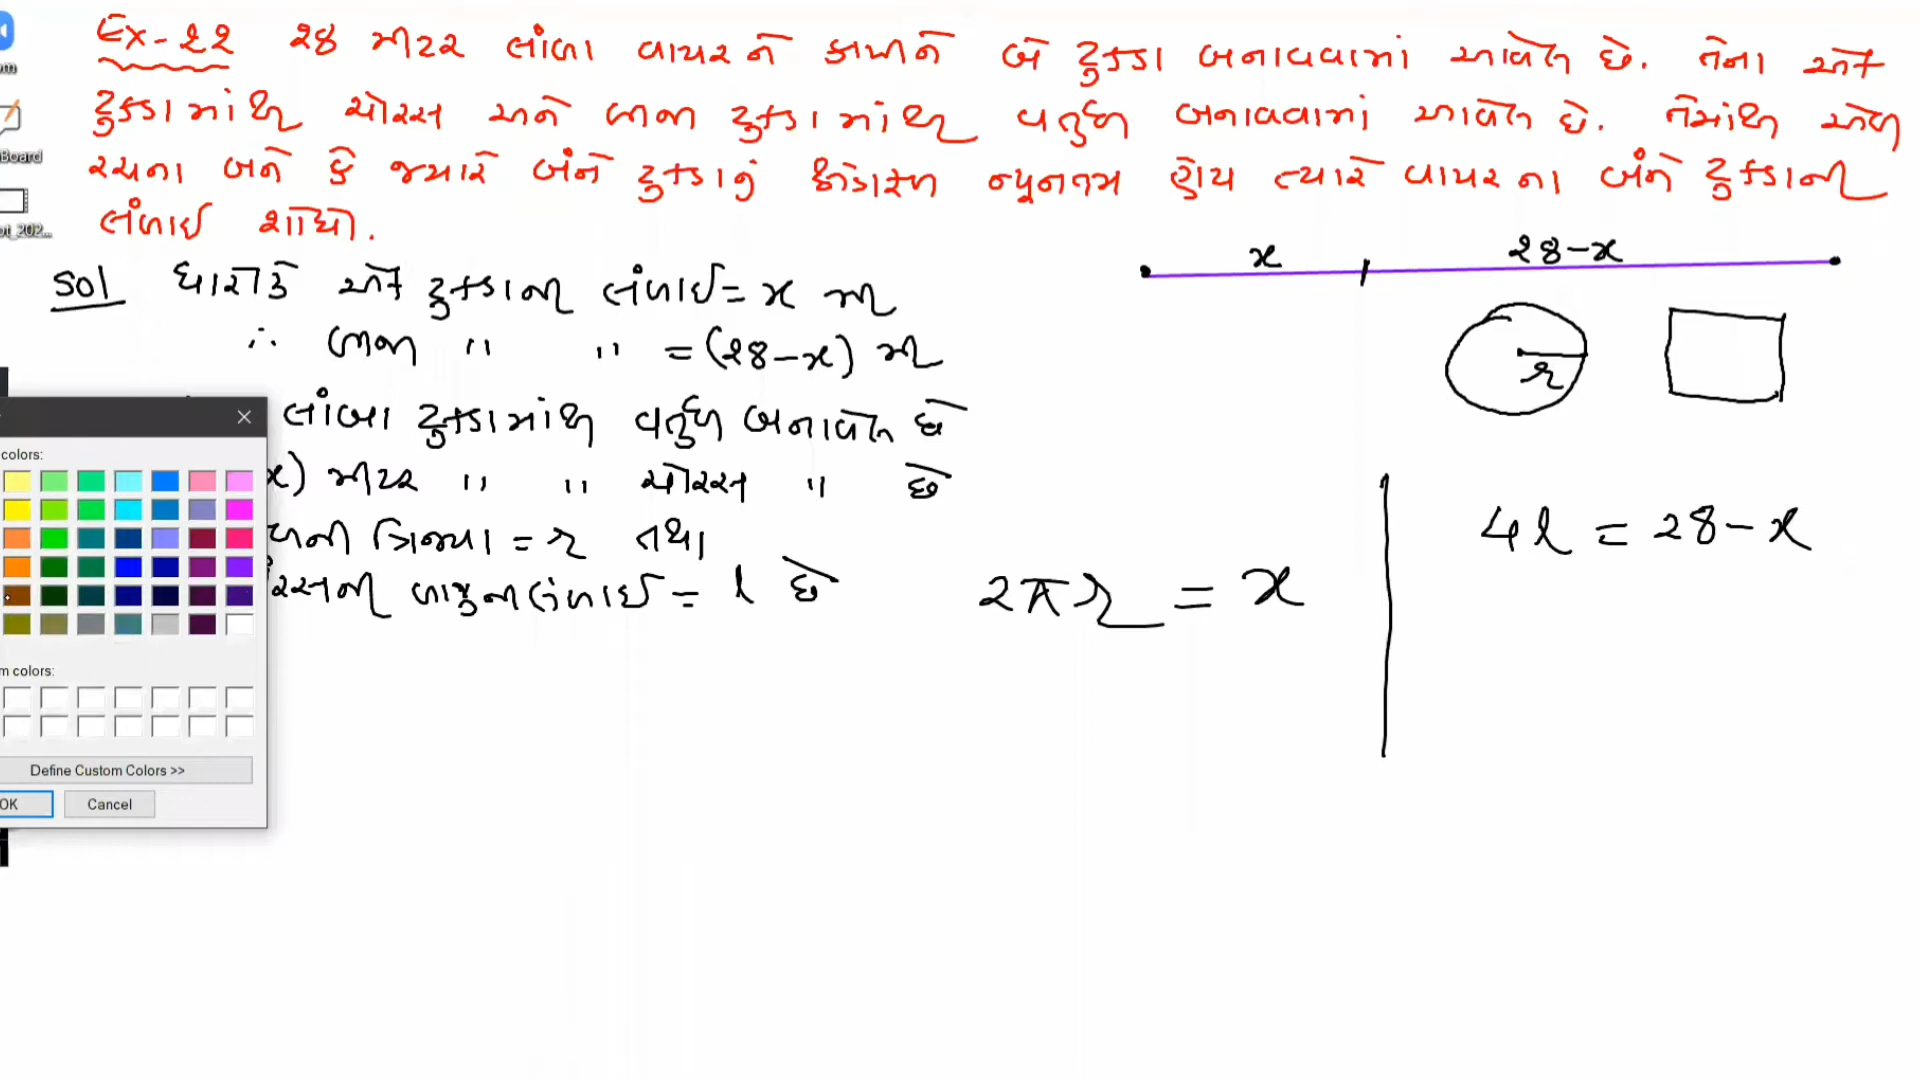 Ex-22 28 મીટર લાંબા વાયરને કાપીને બે ટુકડા બનાવવામાં આવેલ છે. તેના એક
ટુકડામાંથી ચોરસ અને બીજા ટુકડામાંથી વર્તુળ બનાવવામાં આવેલ છે. તેમાંથી એવી
રચના બને કે જ્યારે બંને ટુકડાનું ક્ષેત્રફળ ન્યૂનતમ હોય ત્યારે વાયરના બંને ટુકડાની
લંબાઈ શોધો.
x 28-x
Sol ધારોકે એક ટુકડાની લંબાઈ = x મી
∴ બીજા " " = (28-x) મી
r
લાંબા ટુકડામાંથી વર્તુળ બનાવેલ છે
x) મીટર " " ચોરસ " છે
ત્રિજ્યા = r તથા
બાજુની લંબાઈ = l છે
2πr = x
4l = 28-x
Board
colors:
m colors:
Define Custom Colors >>
OK Cancel